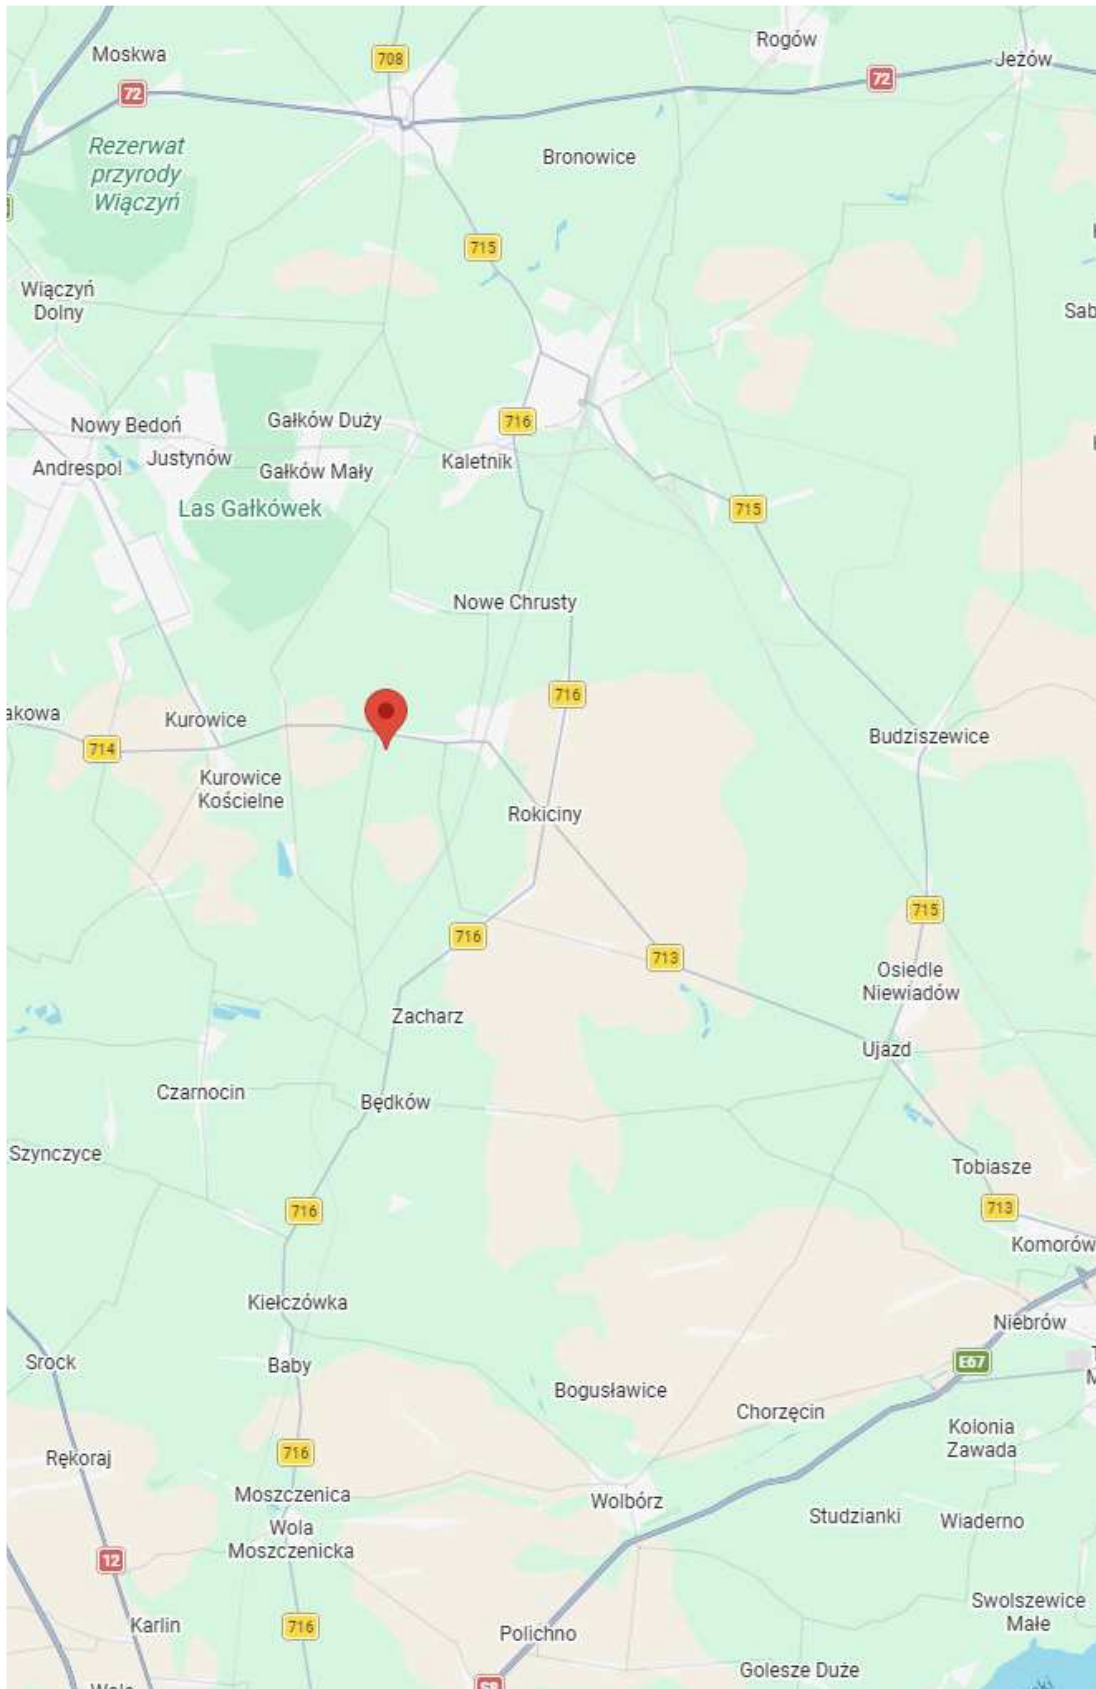 Moskwa
708
Rogów
Jeżów
72
72
Rezerwat
przyrody
Wiączyń
Bronowice
715
Wiączyń
Dolny
Sab
Nowy Bedoń
Gałków Duży
716
Andrespol
Justynów
Gałków Mały
Kaletnik
Las Gałkówek
715
Nowe Chrusty
716
akowa
Kurowice
714
Budziszewice
Kurowice
Kościelne
Rokiciny
715
716
713
Osiedle
Niewiadów
Zacharz
Ujazd
Czarnocin
Będków
Szynczyce
Tobiasze
716
713
Komorów
Kiełczówka
Niebrów
Srock
Baby
E67
Bogusławice
Chorzęcin
Kolonia
Zawada
Rękoraj
716
Moszczenica
Wolbórz
Studzianki
Wiaderno
Wola
Moszczenicka
12
Swolszewice
Małe
Karlin
716
Polichno
Golesze Duże
S8